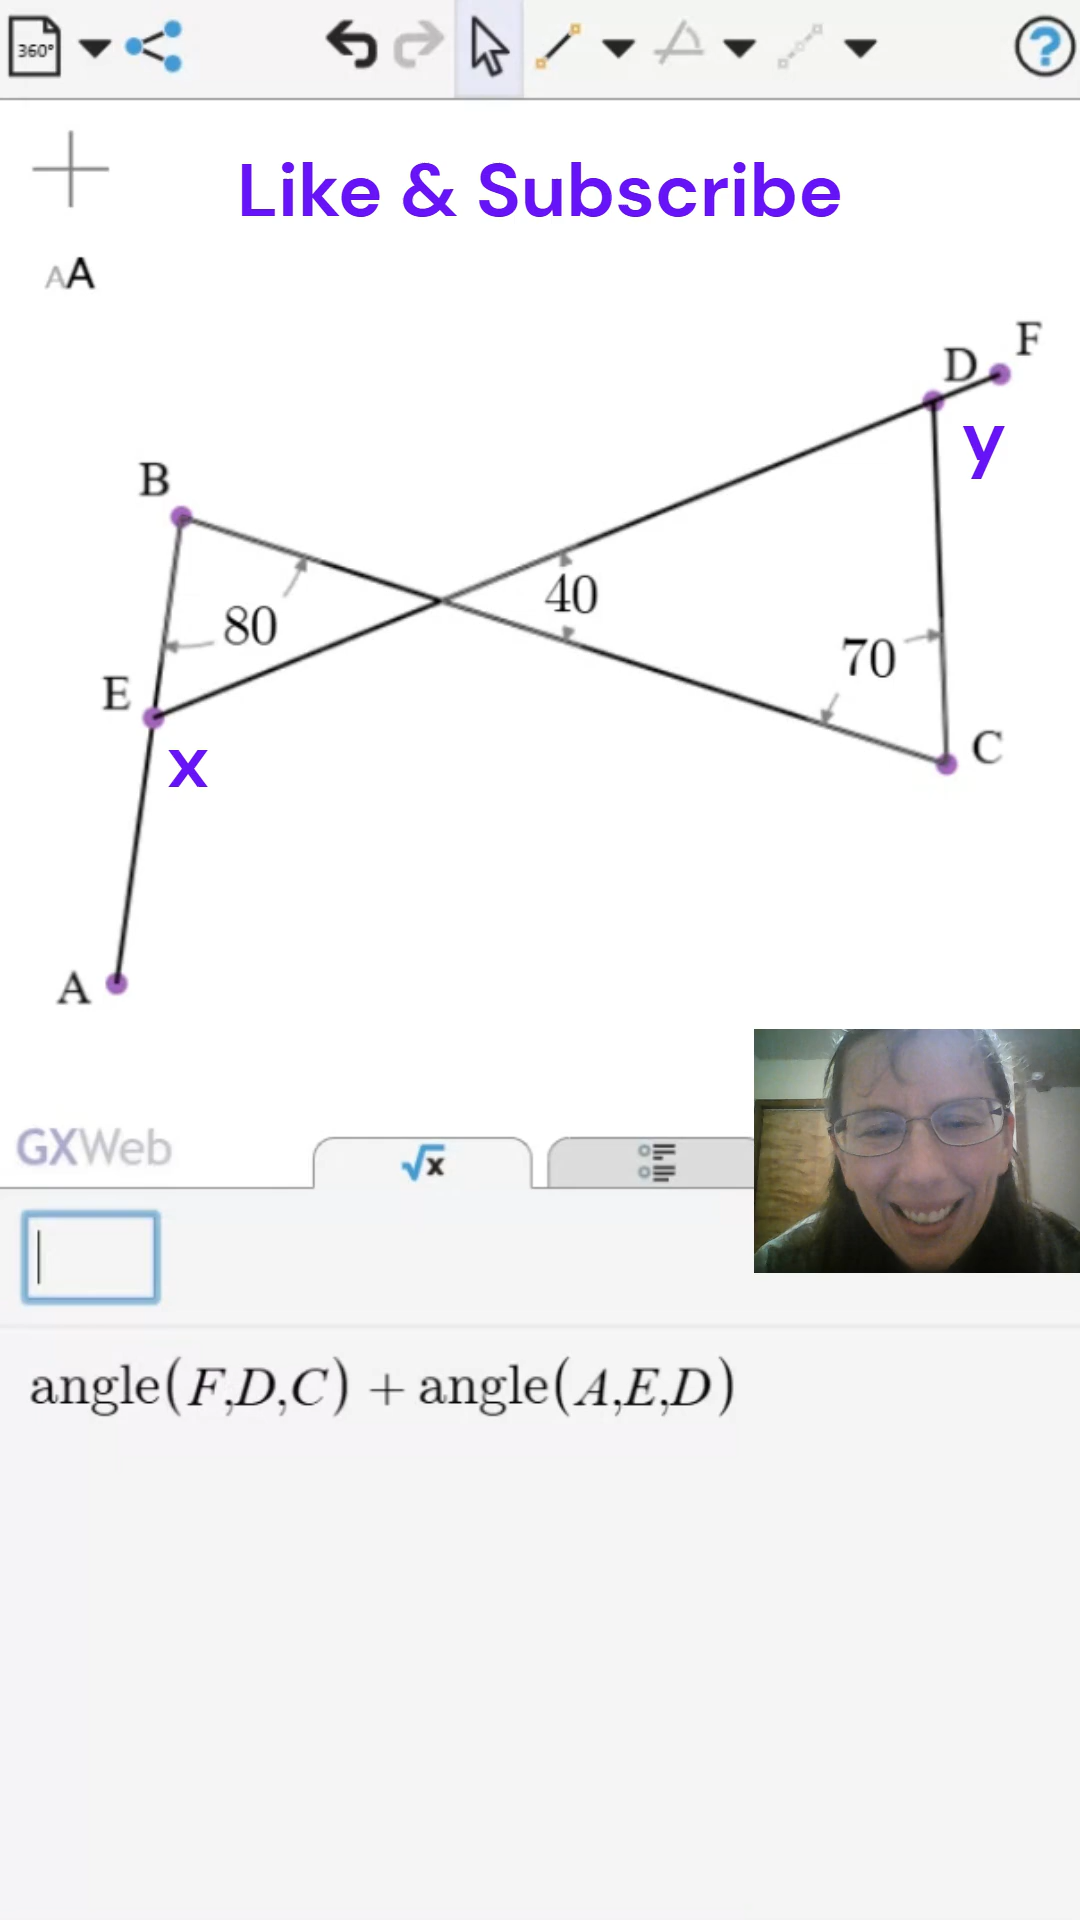 360°
?
Like & Subscribe
AA
F
D
y
B
40
80
70
E
C
x
A
GXWeb
√x
angle(F,D,C) + angle(A,E,D)